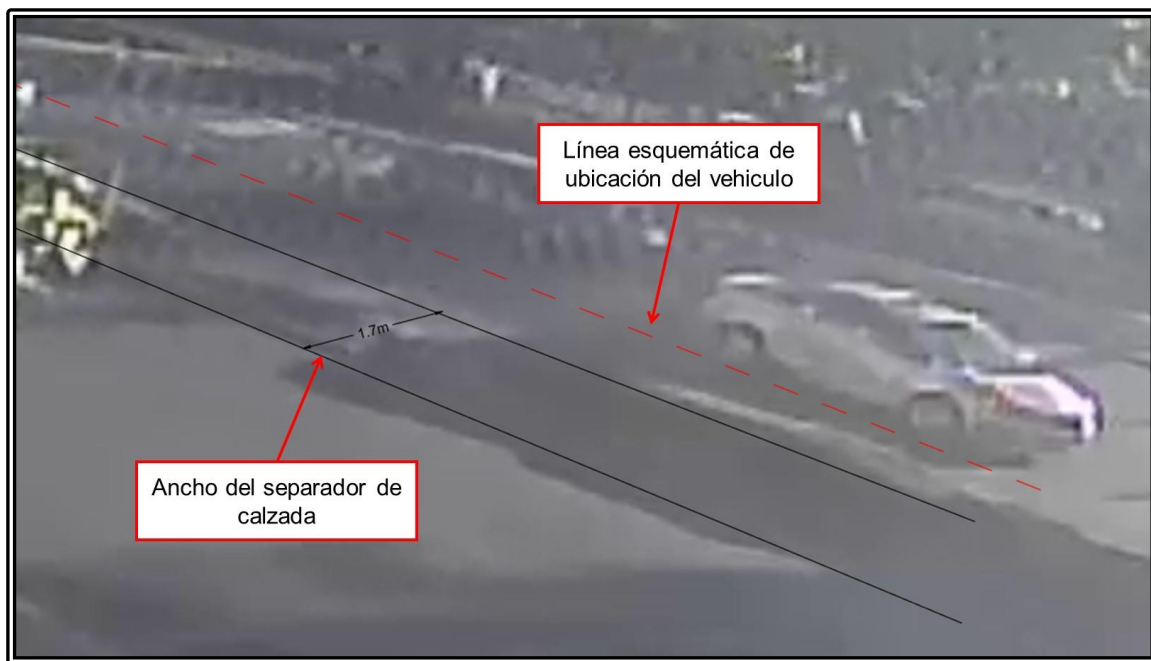 Línea esquemática de
ubicación del vehiculo
1.7m
Ancho del separador de
calzada